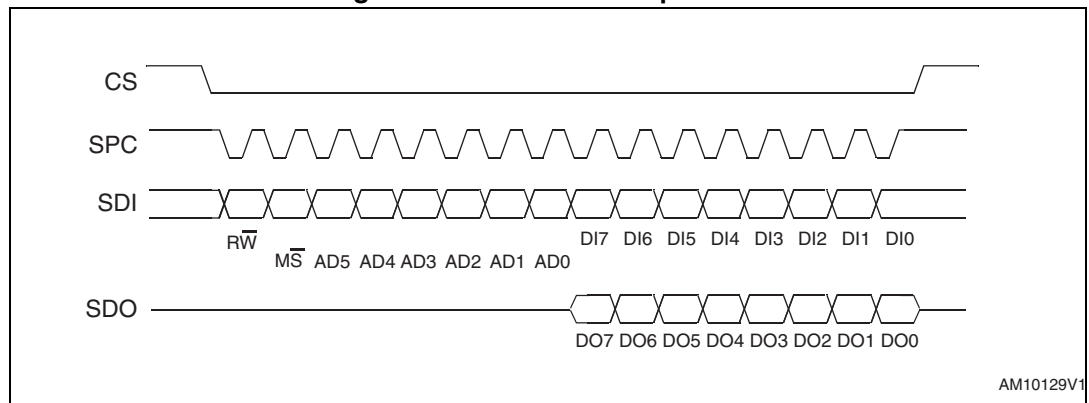 CS
SPC
SDI
RW̅
DI7 DI6 DI5 DI4 DI3 DI2 DI1 DI0
MS̅ AD5 AD4 AD3 AD2 AD1 AD0
SDO
DO7 DO6 DO5 DO4 DO3 DO2 DO1 DO0
AM10129V1